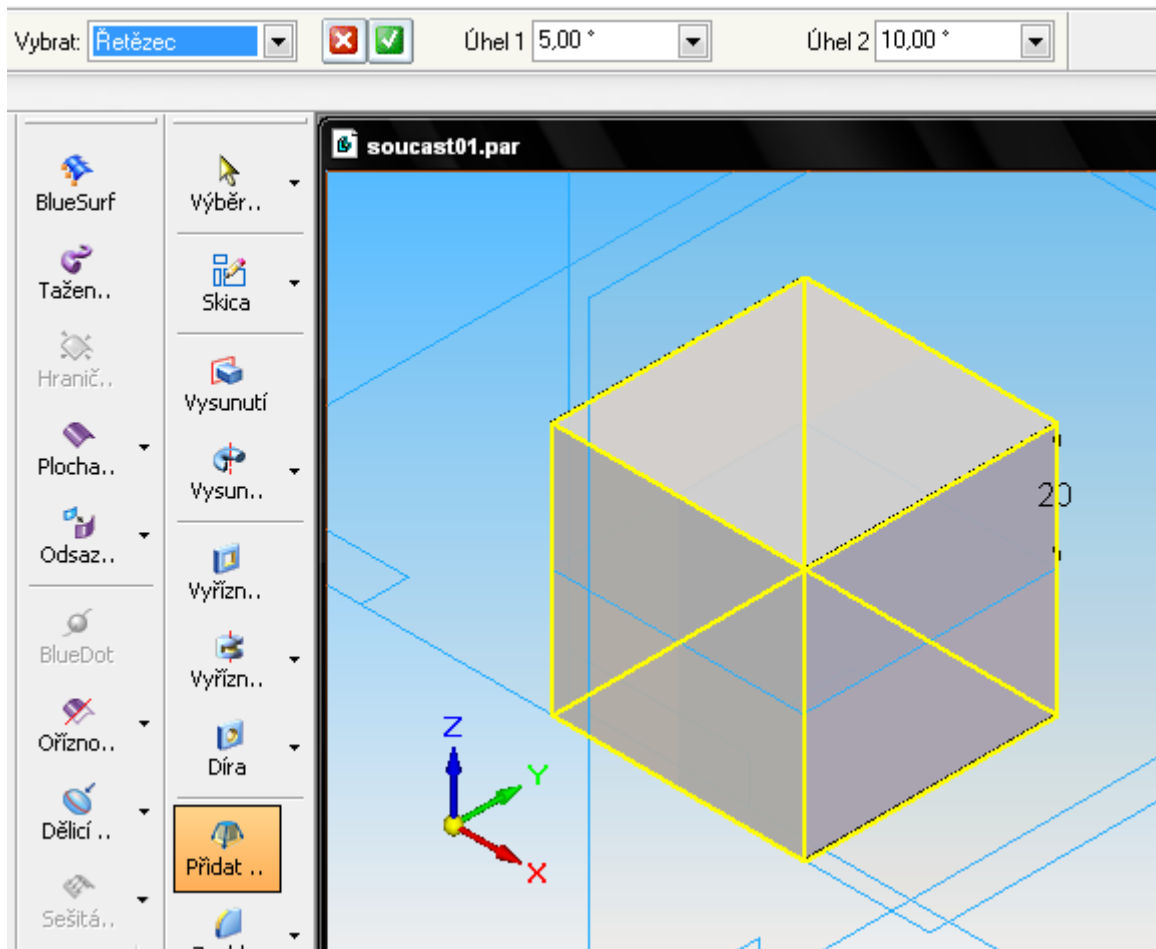 Vybrat: Řetězec Úhel 1 5,00 ° Úhel 2 10,00 °
soucast01.par
BlueSurf
Tažen..
Hranič..
Plocha..
Odsaz..
BlueDot
Ořízno..
Dělicí ..
Sešitá..
Výběr..
Skica
Vysunutí
Vysun..
Vyřízn..
Vyřízn..
Díra
Přidat ..
20
Z
Y
X